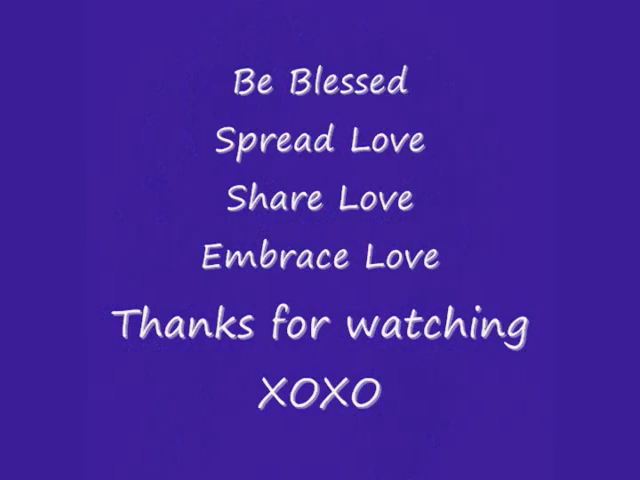 Be Blessed
Spread Love
Share Love
Embrace Love
Thanks for watching
XOXO